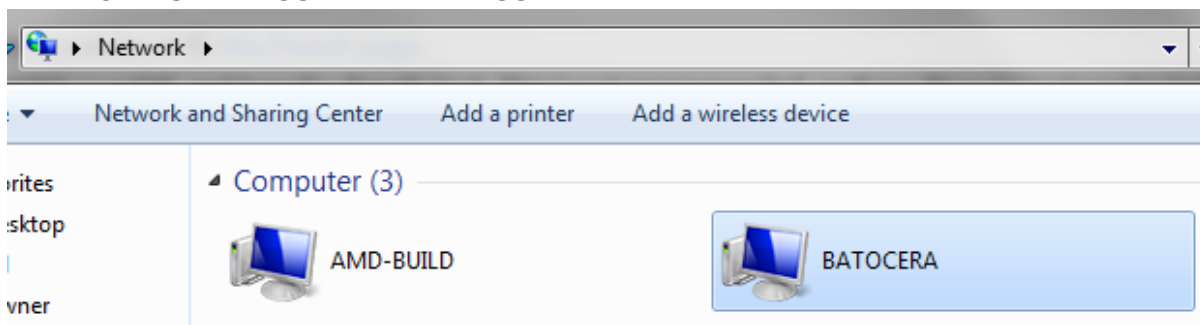 Network
Network and Sharing Center Add a printer Add a wireless device
Computer (3)
AMD-BUILD BATOCERA